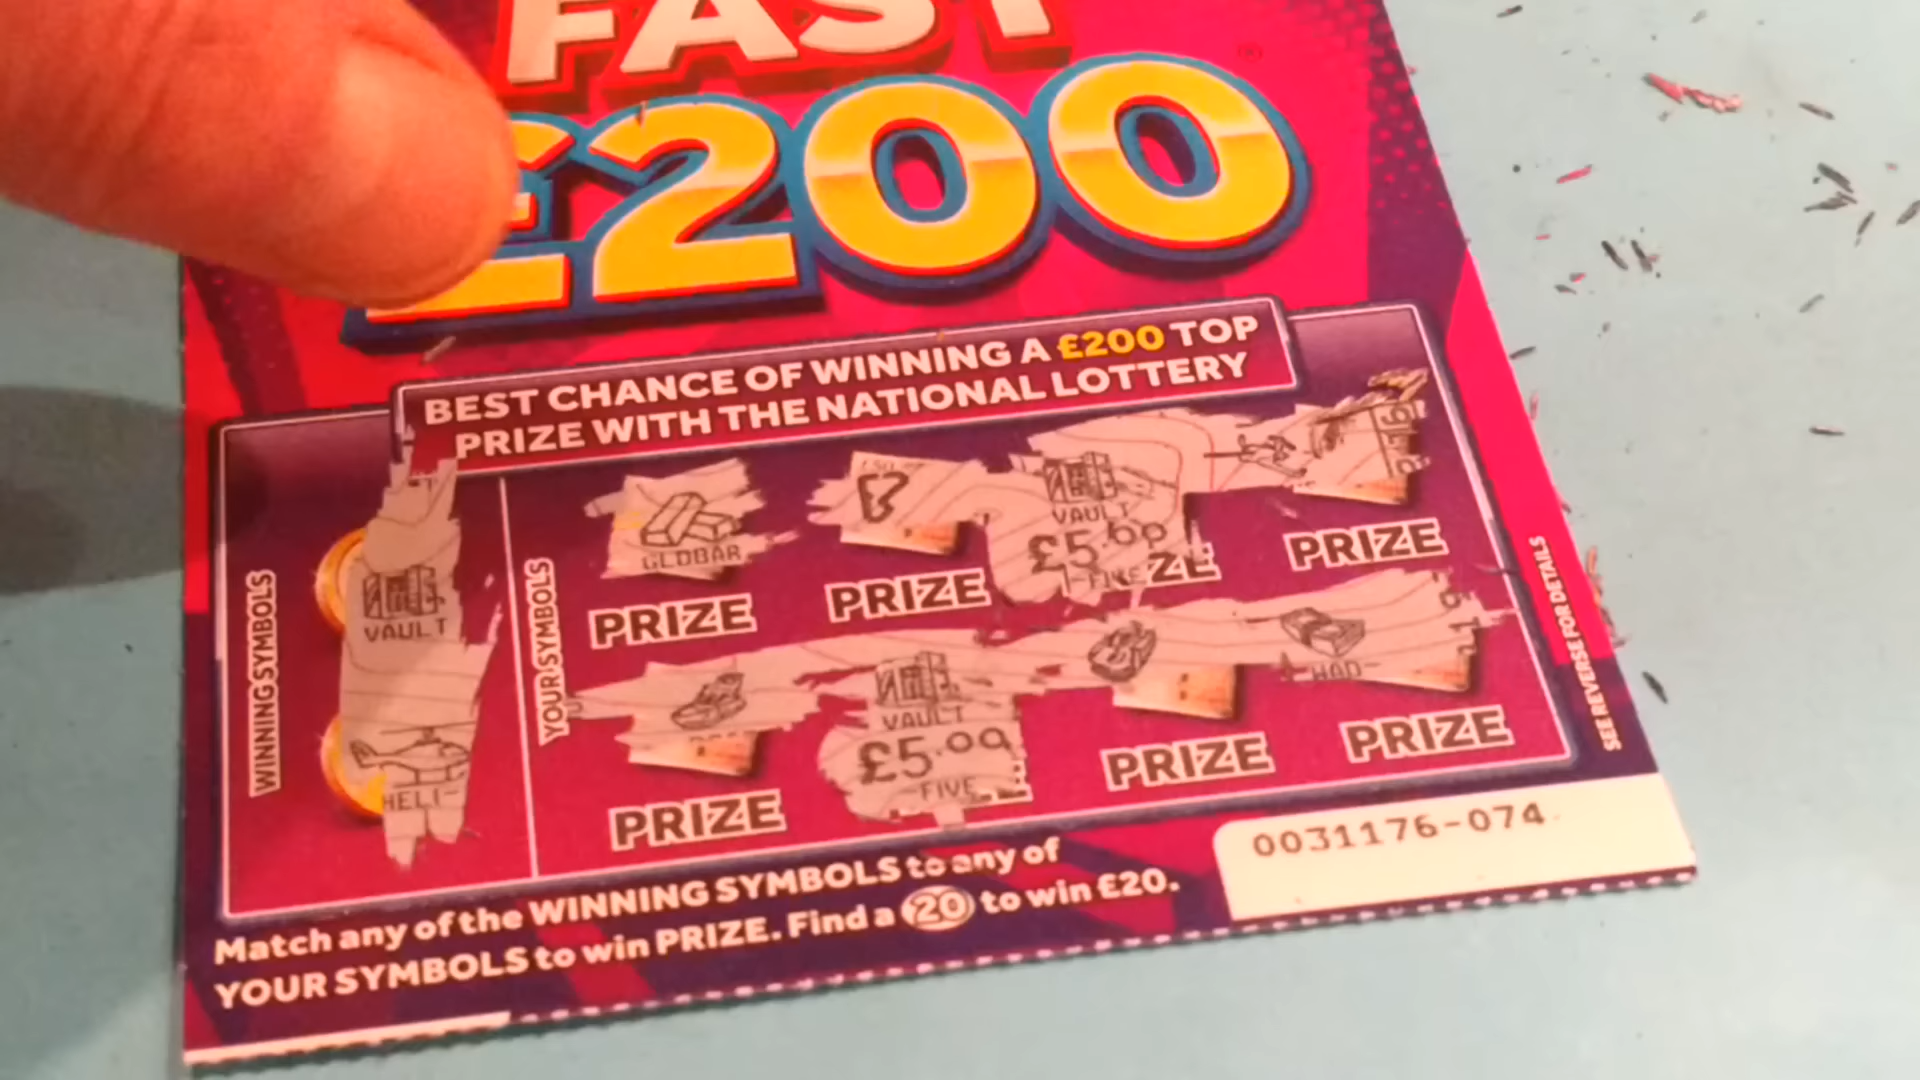 FAST
£200
BEST CHANCE OF WINNING A £200 TOP
PRIZE WITH THE NATIONAL LOTTERY
WINNING SYMBOLS
VAULT
HELI-
YOUR SYMBOLS
GLDBAR
PRIZE
PRIZE
VAULT
£5.00
PRIZE
PRIZE
VAULT
£5.00
FIVE
PRIZE
WAD
PRIZE
SEE REVERSE FOR DETAILS
0031176-074
Match any of the WINNING SYMBOLS to any of
YOUR SYMBOLS to win PRIZE. Find a 20 to win £20.